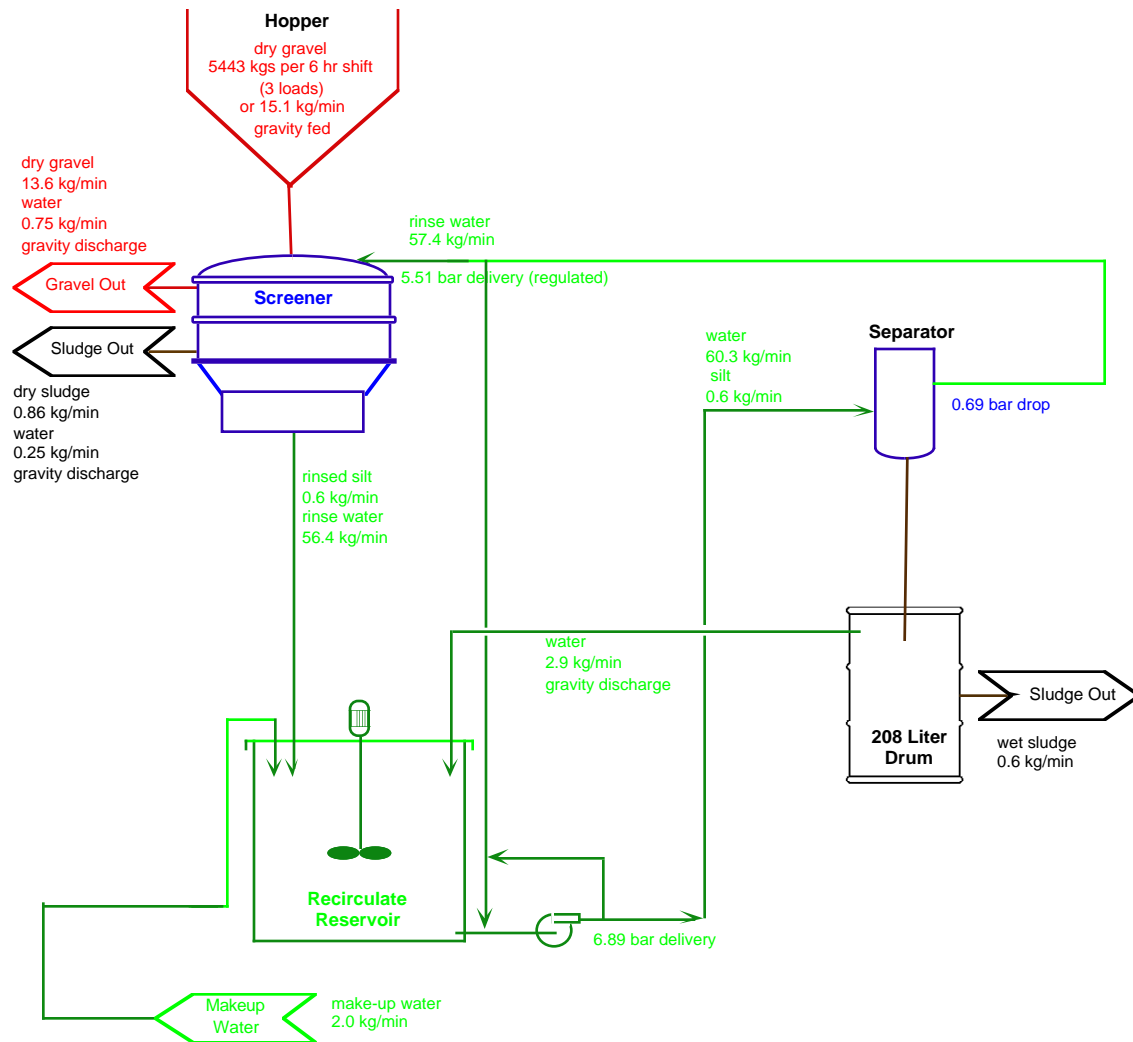 Hopper
dry gravel
5443 kgs per 6 hr shift
(3 loads)
or 15.1 kg/min
gravity fed
dry gravel
13.6 kg/min
water
0.75 kg/min
gravity discharge
Gravel Out
Sludge Out
dry sludge
0.86 kg/min
water
0.25 kg/min
gravity discharge
Screener
rinse water
57.4 kg/min
5.51 bar delivery (regulated)
Separator
water
60.3 kg/min
silt
0.6 kg/min
0.69 bar drop
rinsed silt
0.6 kg/min
rinse water
56.4 kg/min
water
2.9 kg/min
gravity discharge
208 Liter
Drum
Sludge Out
wet sludge
0.6 kg/min
Recirculate
Reservoir
6.89 bar delivery
Makeup
Water
make-up water
2.0 kg/min